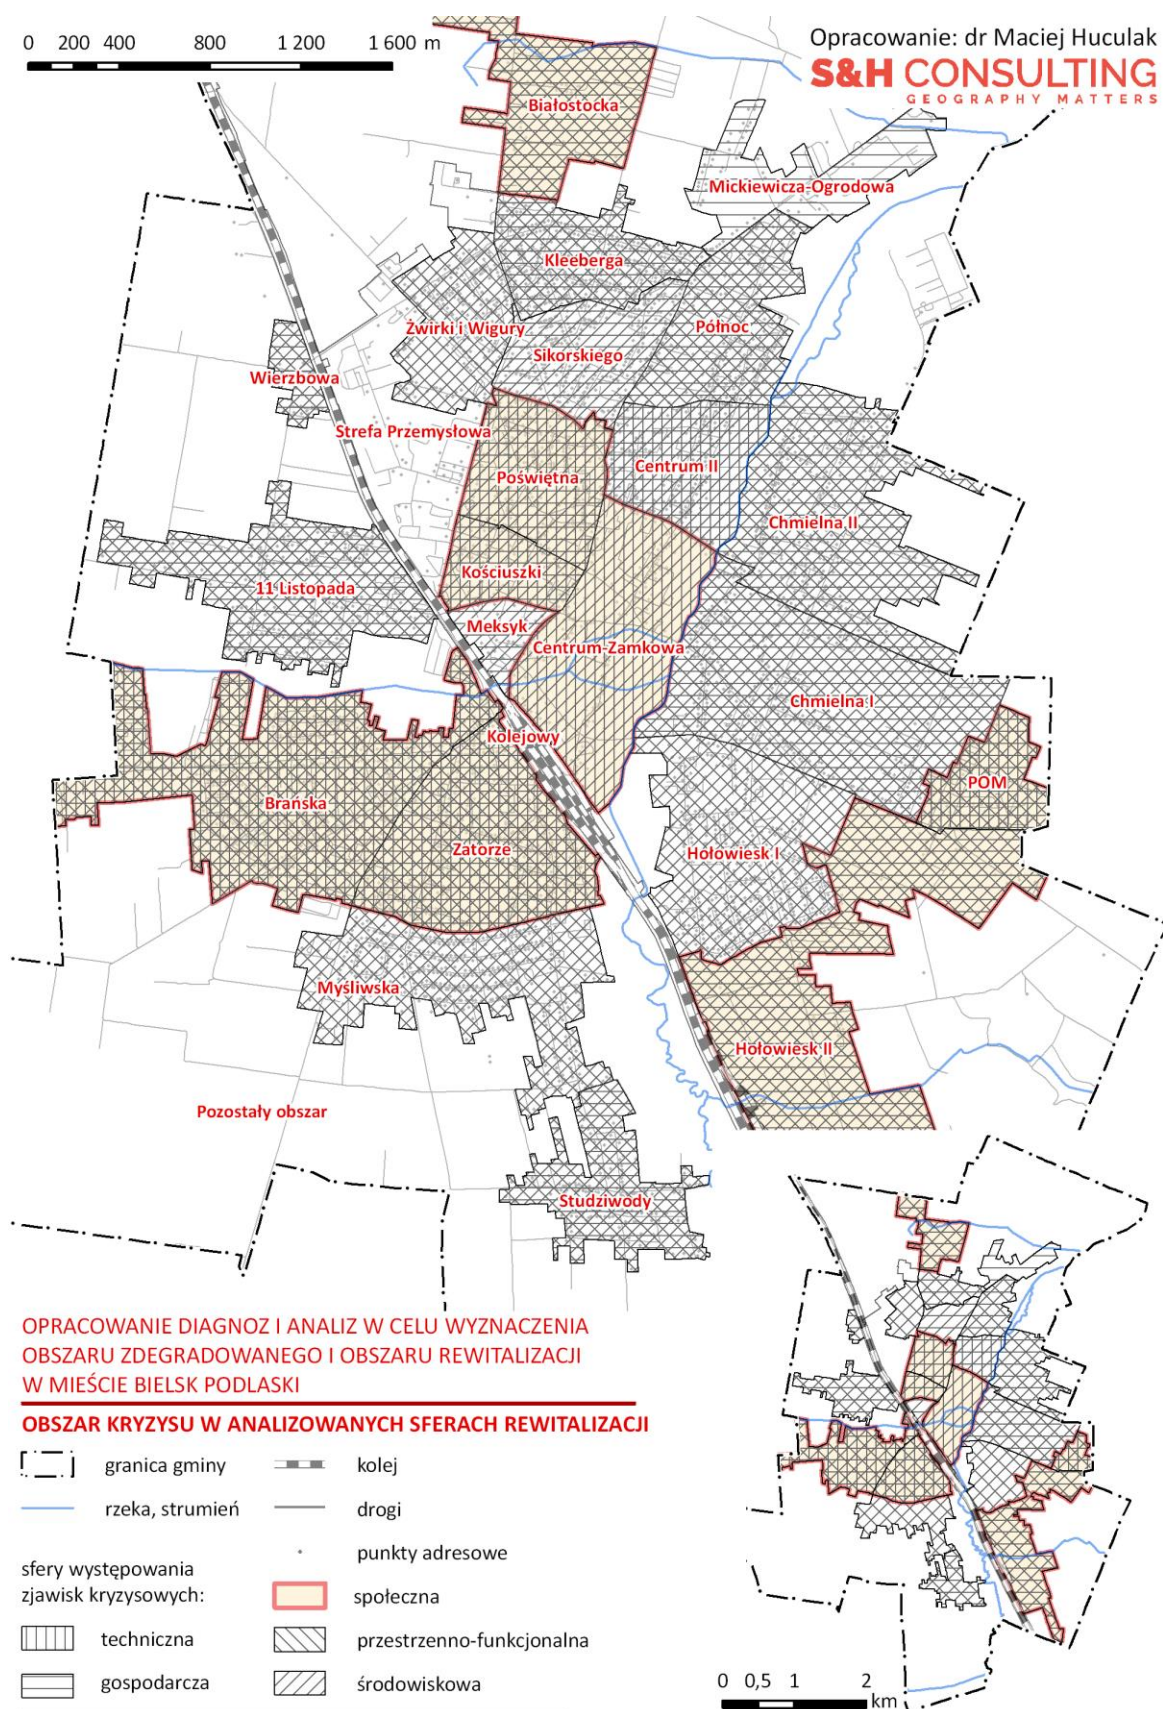 0 200 400 800 1 200 1 600 m
Opracowanie: dr Maciej Huculak
S&H CONSULTING
GEOGRAPHY MATTERS
Białostocka
Mickiewicza-Ogrodowa
Kleeberga
Żwirki i Wigury
Północ
Sikorskiego
Wierzbowa
Strefa Przemysłowa
Poświętna
Centrum II
Chmielna II
Kościuszki
11 Listopada
Meksyk
Centrum-Zamkowa
Chmielna I
Kolejowy
POM
Brańska
Zatorze
Hołowiesk I
Myśliwska
Hołowiesk II
Pozostały obszar
Studziwody
OPRACOWANIE DIAGNOZ I ANALIZ W CELU WYZNACZENIA
OBSZARU ZDEGRADOWANEGO I OBSZARU REWITALIZACJI
W MIEŚCIE BIELSK PODLASKI
OBSZAR KRYZYSU W ANALIZOWANYCH SFERACH REWITALIZACJI
granica gminy
kolej
rzeka, strumień
drogi
punkty adresowe
sfery występowania
zjawisk kryzysowych:
społeczna
techniczna
przestrzenno-funkcjonalna
gospodarcza
środowiskowa
0 0,5 1 2
km